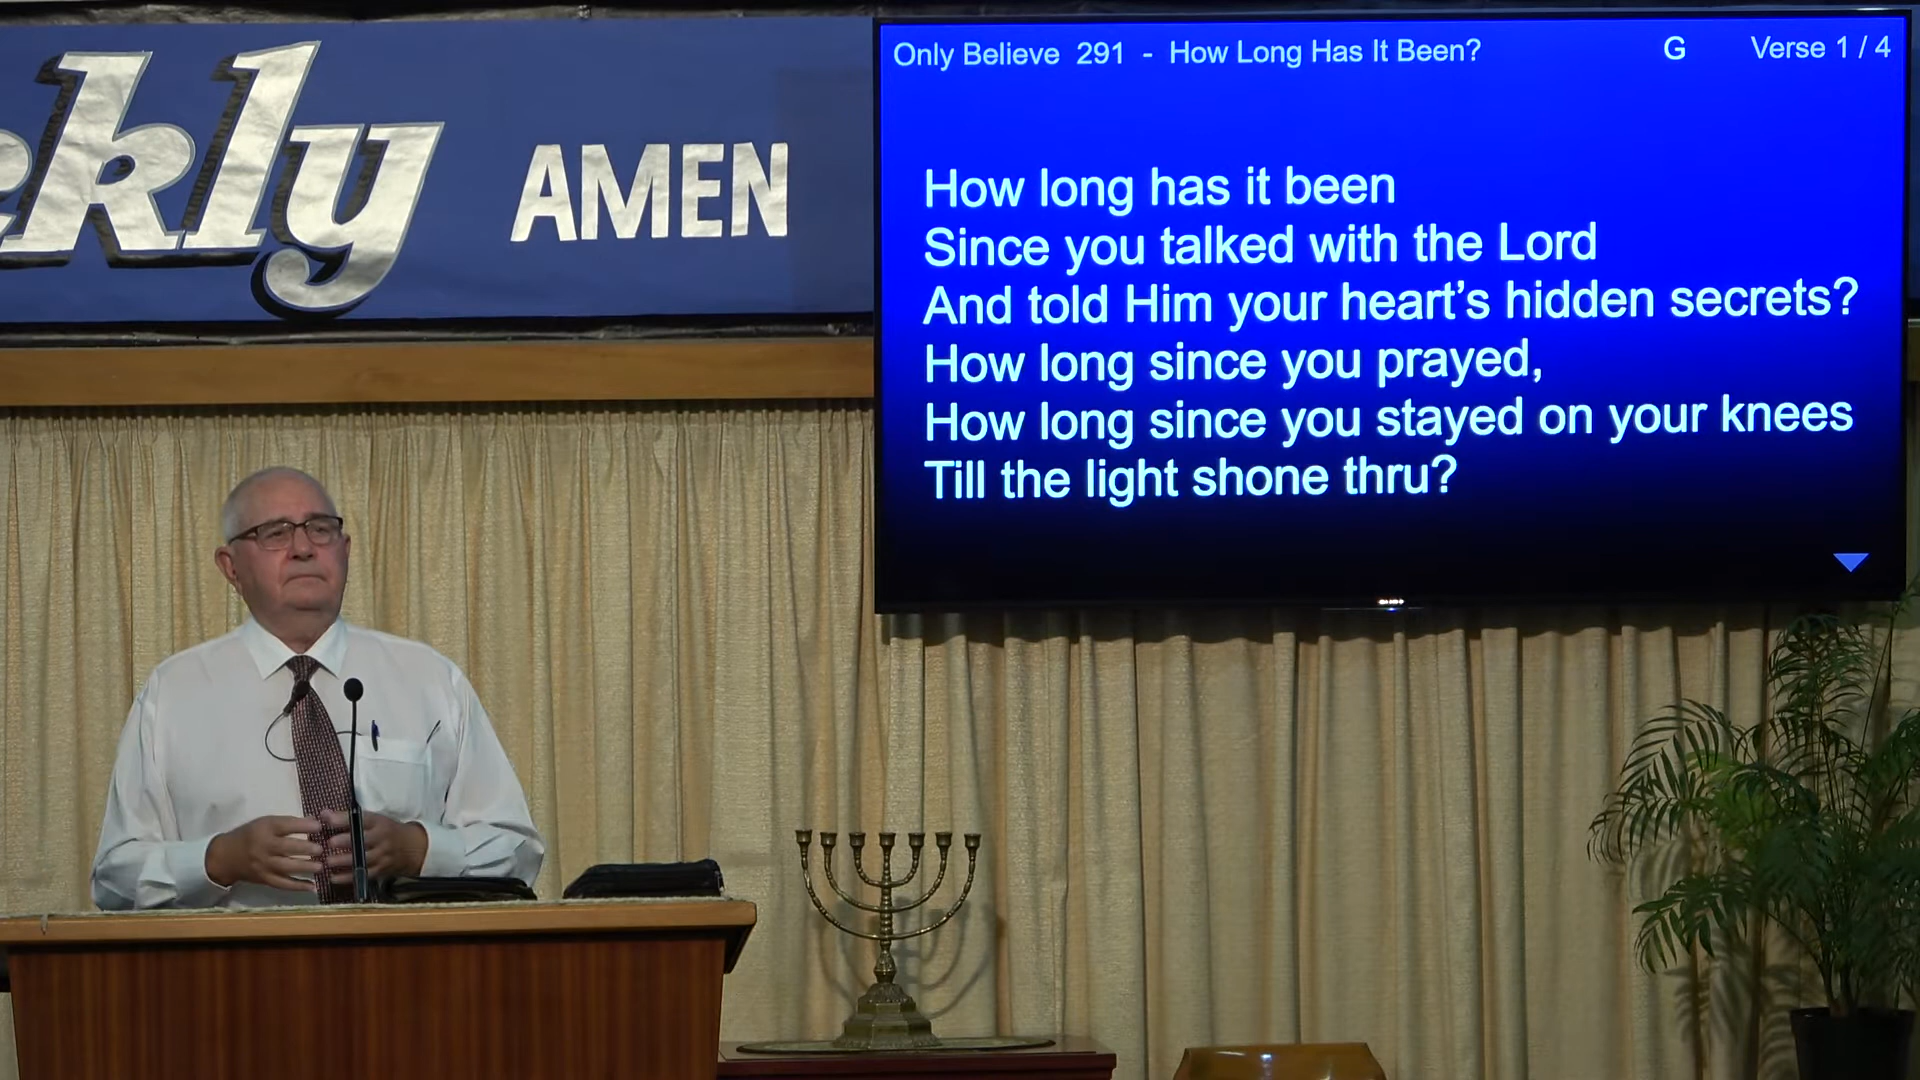 kly AMEN
Only Believe 291 - How Long Has It Been? G Verse 1 / 4
How long has it been
Since you talked with the Lord
And told Him your heart's hidden secrets?
How long since you prayed,
How long since you stayed on your knees
Till the light shone thru?